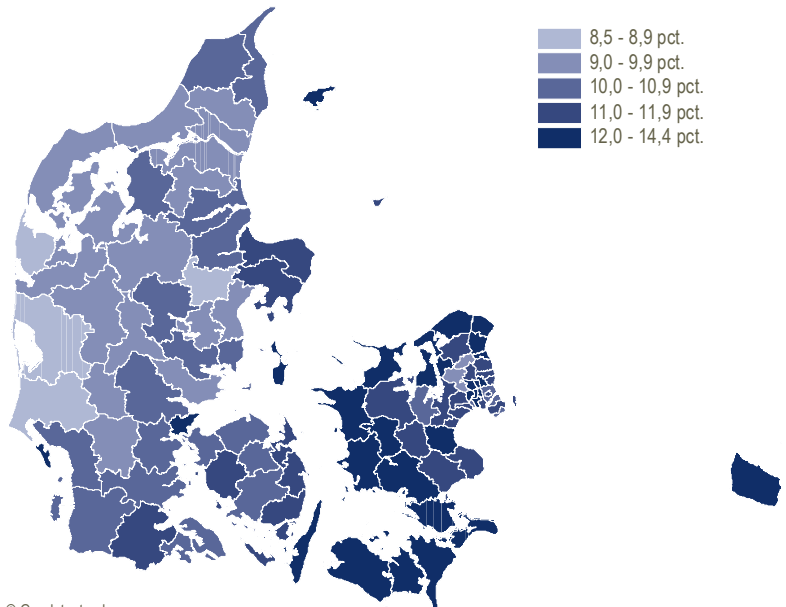 8,5 - 8,9 pct.
9,0 - 9,9 pct.
10,0 - 10,9 pct.
11,0 - 11,9 pct.
12,0 - 14,4 pct.